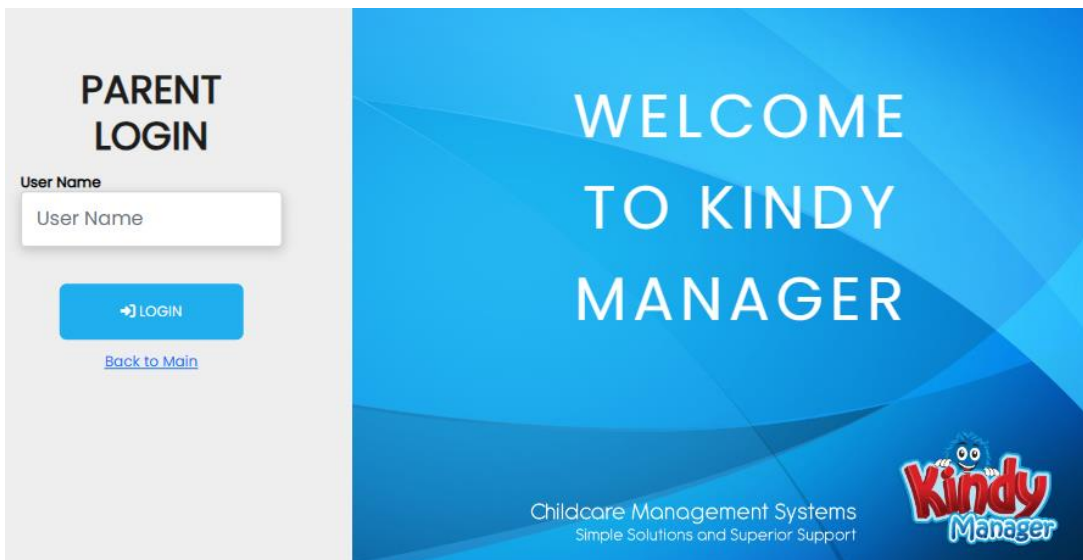 PARENT
LOGIN
User Name
User Name
LOGIN
Back to Main
WELCOME
TO KINDY
MANAGER
Childcare Management Systems
Simple Solutions and Superior Support
Kindy
Manager